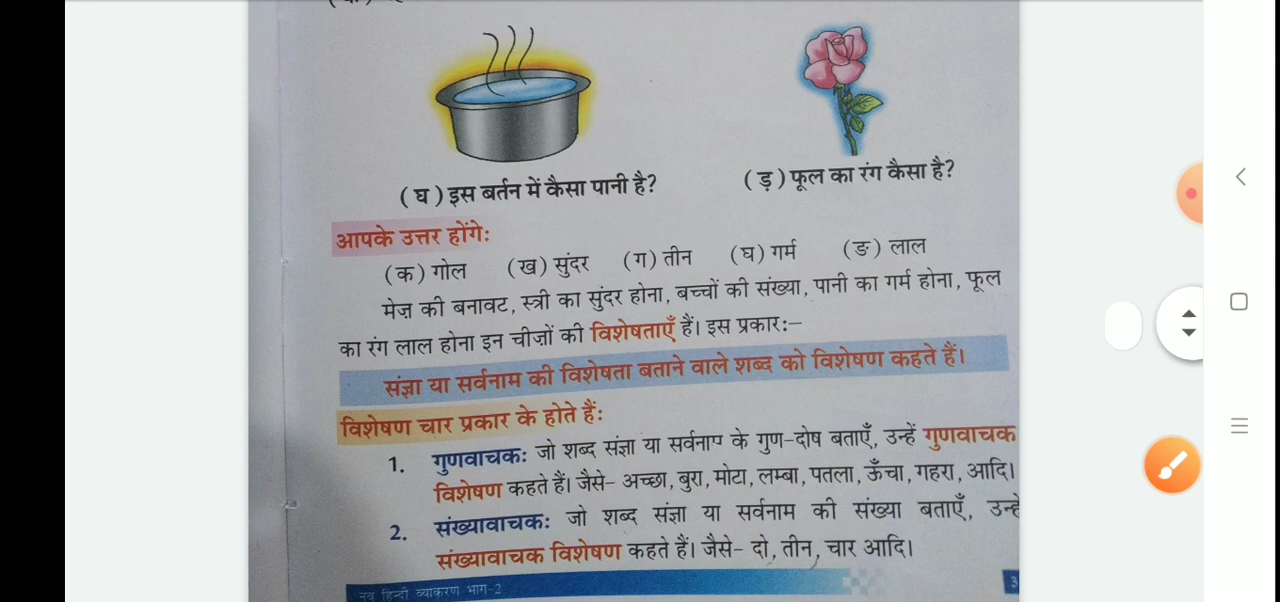 (घ) इस बर्तन में कैसा पानी है?
(ड़) फूल का रंग कैसा है?
आपके उत्तर होंगे:
(क) गोल (ख) सुंदर (ग) तीन (घ) गर्म (ङ) लाल
मेज़ की बनावट, स्त्री का सुंदर होना, बच्चों की संख्या, पानी का गर्म होना, फूल
का रंग लाल होना इन चीज़ों की विशेषताएँ हैं। इस प्रकार:–
संज्ञा या सर्वनाम की विशेषता बताने वाले शब्द को विशेषण कहते हैं।
विशेषण चार प्रकार के होते हैं:
1. गुणवाचक: जो शब्द संज्ञा या सर्वनाम के गुण-दोष बताएँ, उन्हें गुणवाचक
विशेषण कहते हैं। जैसे– अच्छा, बुरा, मोटा, लम्बा, पतला, ऊँचा, गहरा, आदि।
2. संख्यावाचक: जो शब्द संज्ञा या सर्वनाम की संख्या बताएँ, उन्हें
संख्यावाचक विशेषण कहते हैं। जैसे– दो, तीन, चार आदि।
नव हिन्दी व्याकरण भाग-2